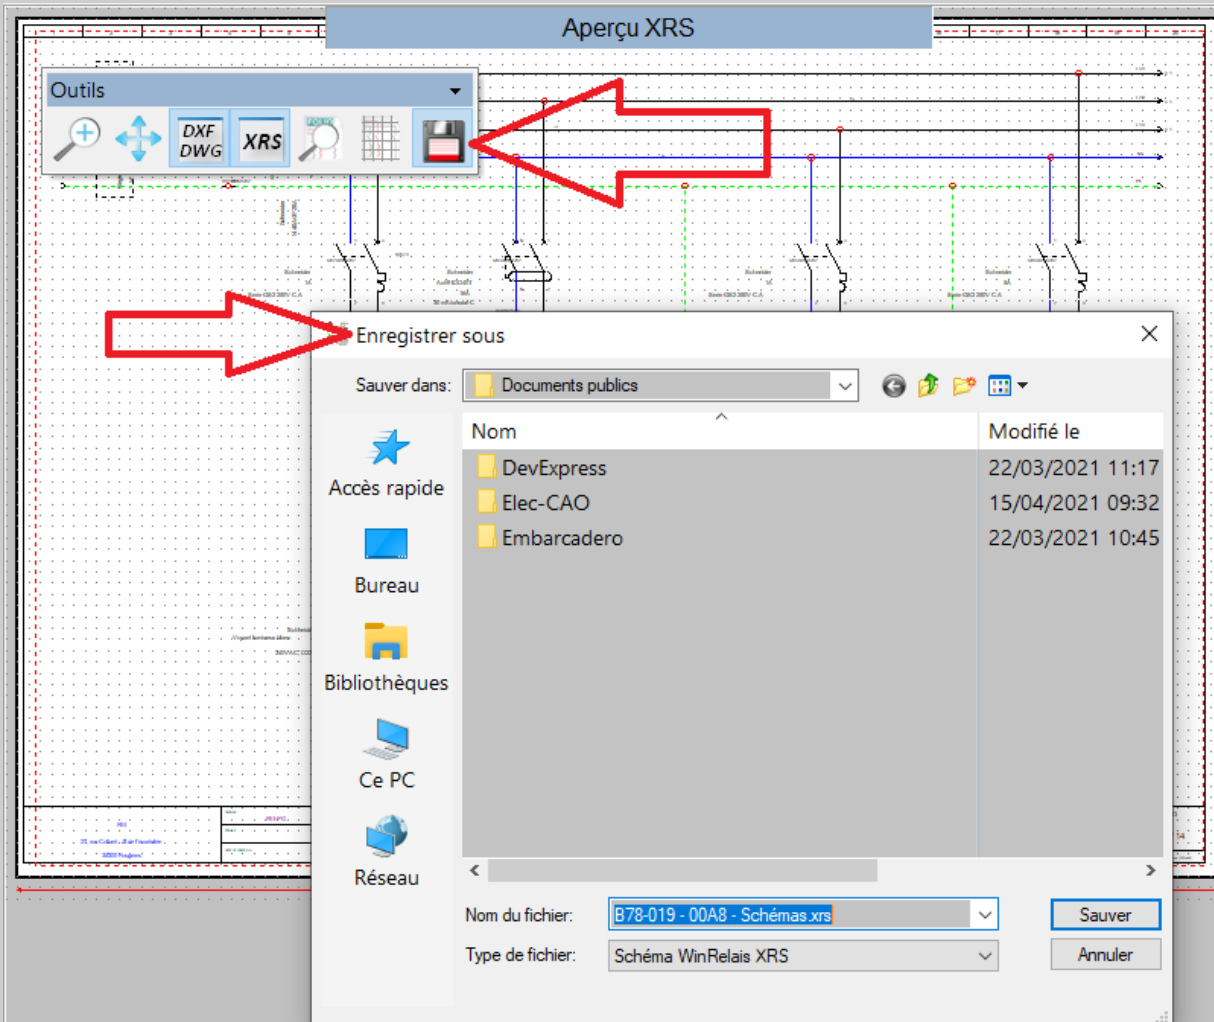 Aperçu XRS
Outils
DXF
DWG
XRS
Schneider
Enregistrer sous
Sauver dans:
Documents publics
Nom
Modifié le
Accès rapide
DevExpress
22/03/2021 11:17
Elec-CAO
15/04/2021 09:32
Embarcadero
22/03/2021 10:45
Bureau
Bibliothèques
Ce PC
Réseau
Nom du fichier:
B78-019 - 00A8 - Schémas.xrs
Sauver
Type de fichier:
Schéma WinRelais XRS
Annuler